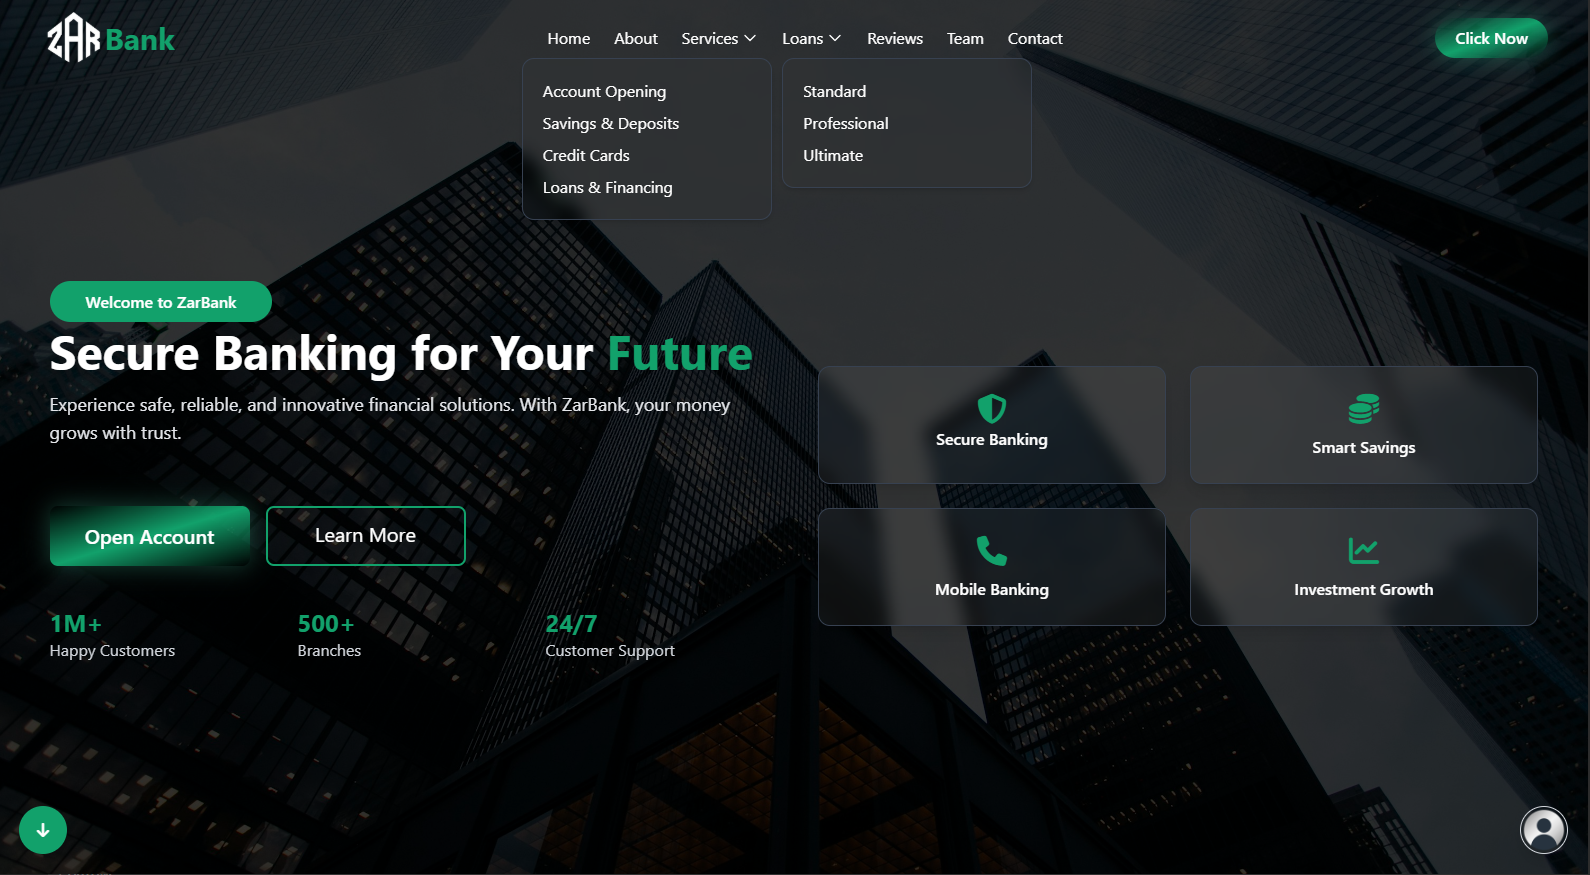 ZAR Bank
Home About Services Loans Reviews Team Contact
Click Now
Account Opening
Savings & Deposits
Credit Cards
Loans & Financing
Standard
Professional
Ultimate
Welcome to ZarBank
Secure Banking for Your Future
Experience safe, reliable, and innovative financial solutions. With ZarBank, your money
grows with trust.
Open Account
Learn More
1M+
Happy Customers
500+
Branches
24/7
Customer Support
Secure Banking
Smart Savings
Mobile Banking
Investment Growth